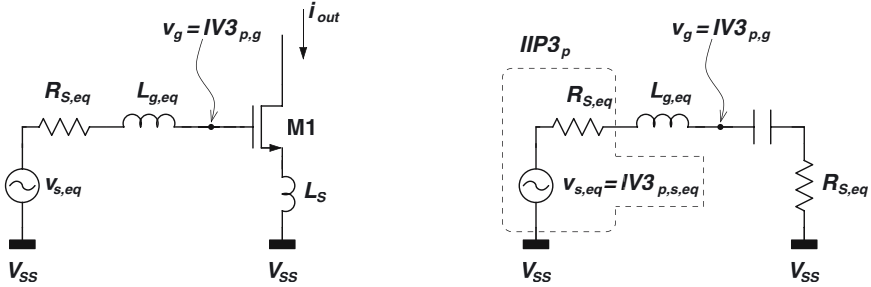 v_g = IV3_p,g
i_out
R_S,eq
L_g,eq
M1
v_s,eq
L_S
V_SS
V_SS
IIP3_p
v_g = IV3_p,g
R_S,eq
L_g,eq
v_s,eq = IV3_p,s,eq
R_S,eq
V_SS
V_SS